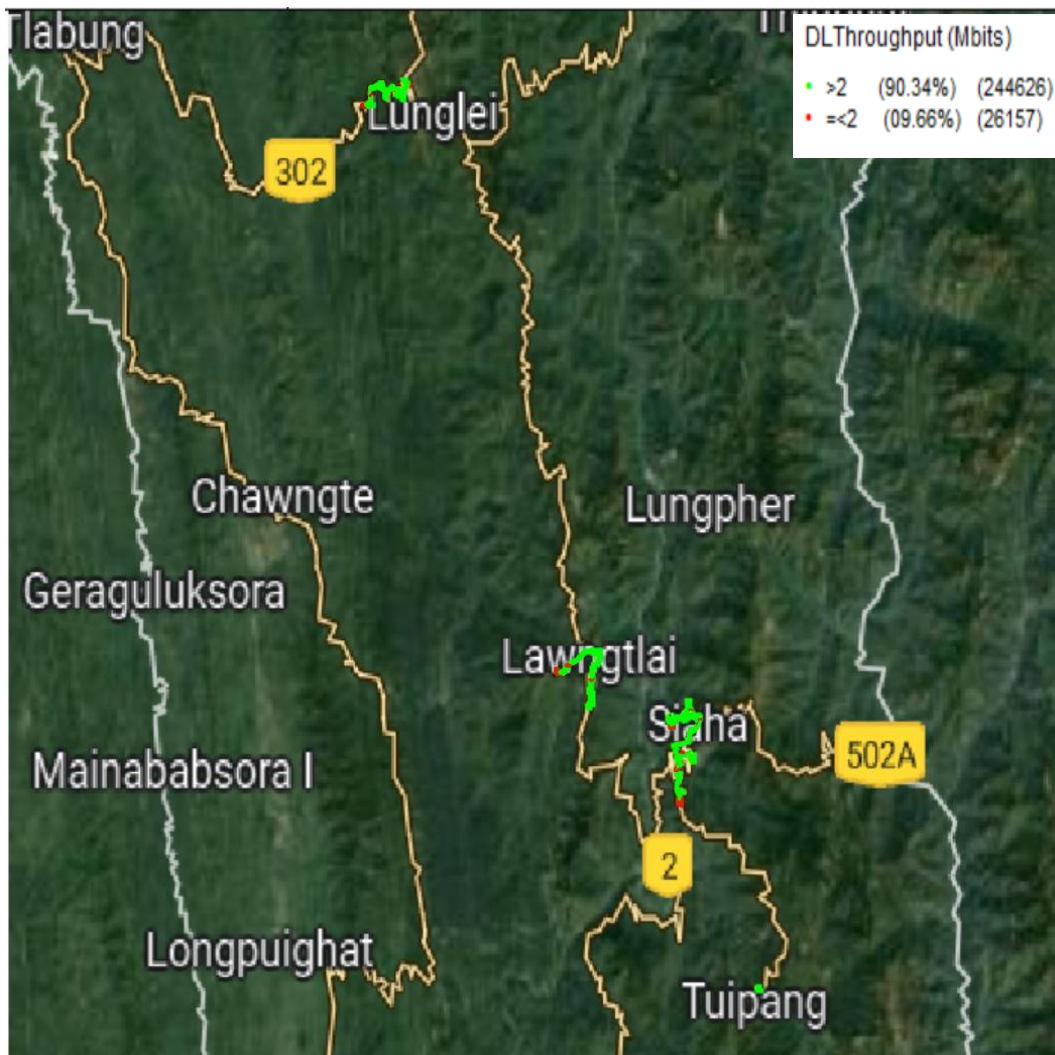 Tlabung
DLThroughput (Mbits)
>2 (90.34%) (244626)
=<2 (09.66%) (26157)
Lunglei
302
Chawngte
Lungpher
Geraguluksora
Lawngtlai
Siaha
502A
Mainababsora I
2
Longpuighat
Tuipang